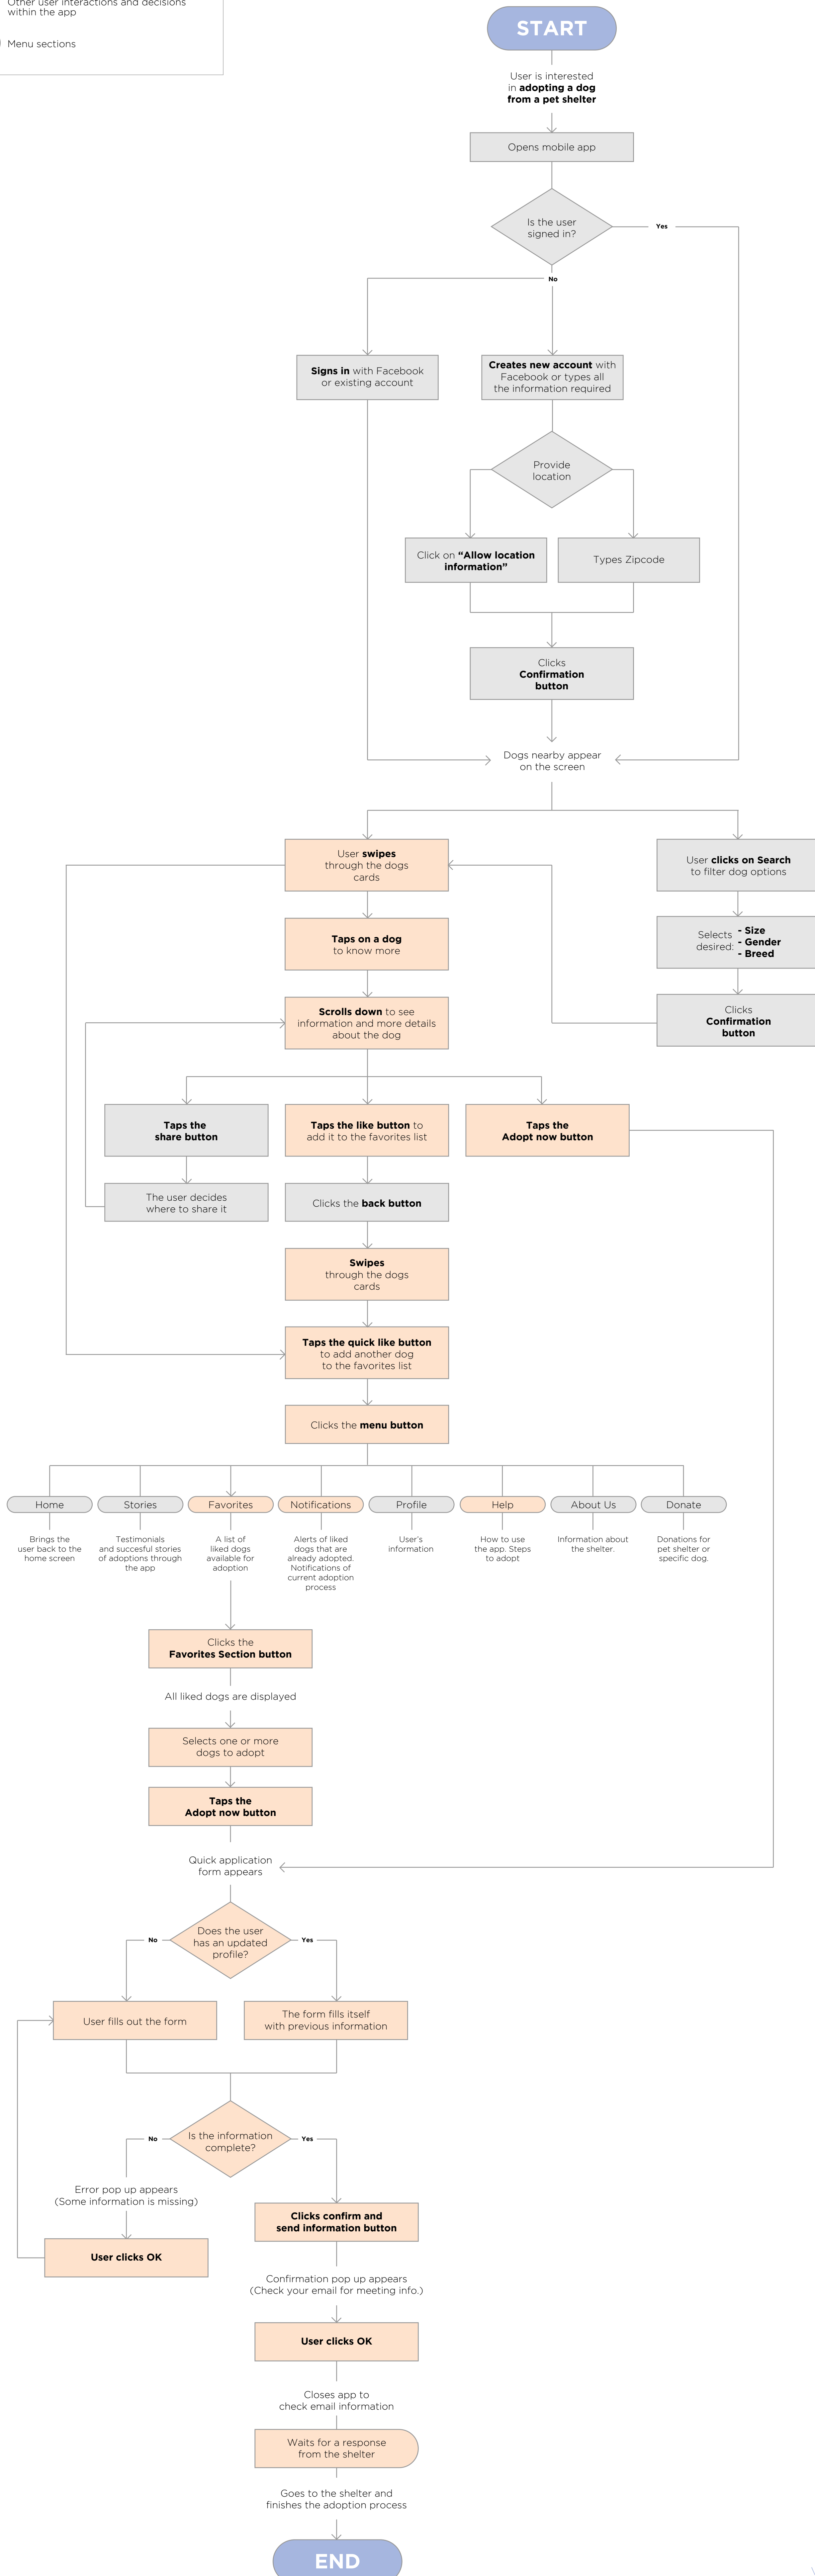 Other user interactions and decisions
within the app
Menu sections
START
User is interested
in adopting a dog
from a pet shelter
Opens mobile app
Is the user
signed in?
Yes
No
Signs in with Facebook
or existing account
Creates new account with
Facebook or types all
the information required
Provide
location
Click on “Allow location
information”
Types Zipcode
Clicks
Confirmation
button
Dogs nearby appear
on the screen
User swipes
through the dogs
cards
User clicks on Search
to filter dog options
Taps on a dog
to know more
Selects
desired:
- Size
- Gender
- Breed
Scrolls down to see
information and more details
about the dog
Clicks
Confirmation
button
Taps the
share button
Taps the like button to
add it to the favorites list
Taps the
Adopt now button
The user decides
where to share it
Clicks the back button
Swipes
through the dogs
cards
Taps the quick like button
to add another dog
to the favorites list
Clicks the menu button
Home
Stories
Favorites
Notifications
Profile
Help
About Us
Donate
Brings the
user back to the
home screen
Testimonials
and succesful stories
of adoptions through
the app
A list of
liked dogs
available for
adoption
Alerts of liked
dogs that are
already adopted.
Notifications of
current adoption
process
User's
information
How to use
the app. Steps
to adopt
Information about
the shelter.
Donations for
pet shelter or
specific dog.
Clicks the
Favorites Section button
All liked dogs are displayed
Selects one or more
dogs to adopt
Taps the
Adopt now button
Quick application
form appears
Does the user
has an updated
profile?
No
Yes
User fills out the form
The form fills itself
with previous information
Is the information
complete?
No
Yes
Error pop up appears
(Some information is missing)
Clicks confirm and
send information button
User clicks OK
Confirmation pop up appears
(Check your email for meeting info.)
User clicks OK
Closes app to
check email information
Waits for a response
from the shelter
Goes to the shelter and
finishes the adoption process
END